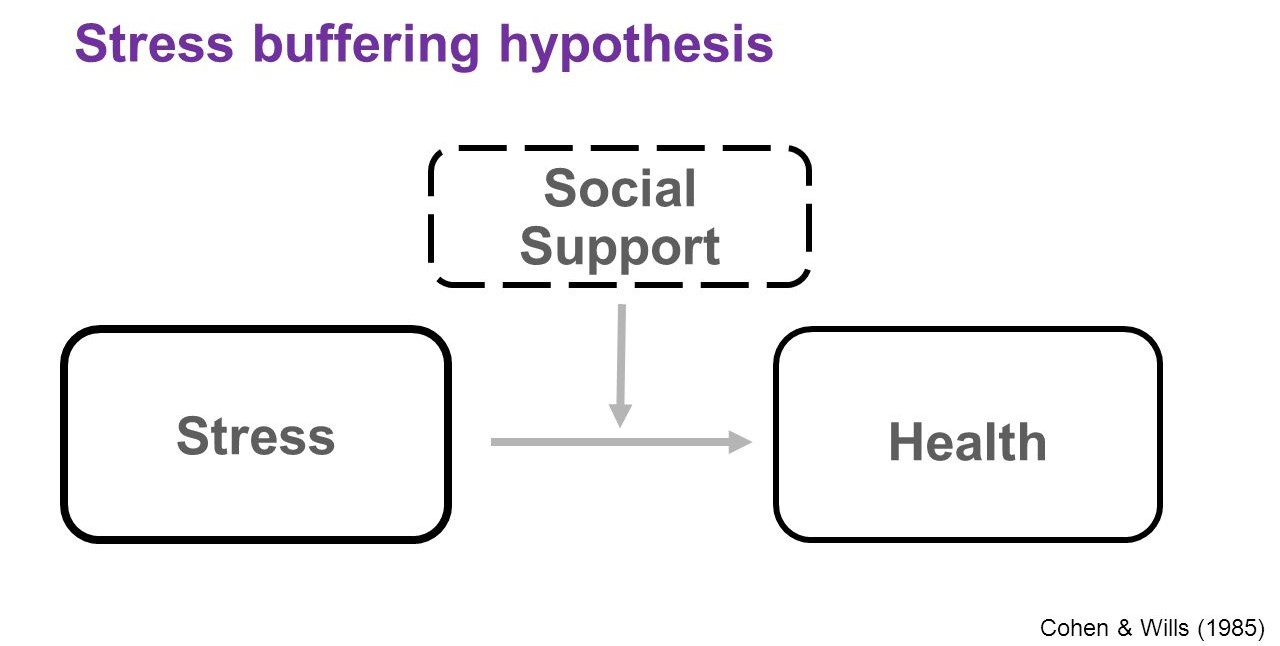 Stress buffering hypothesis
Social
Support
Stress
Health
Cohen & Wills (1985)